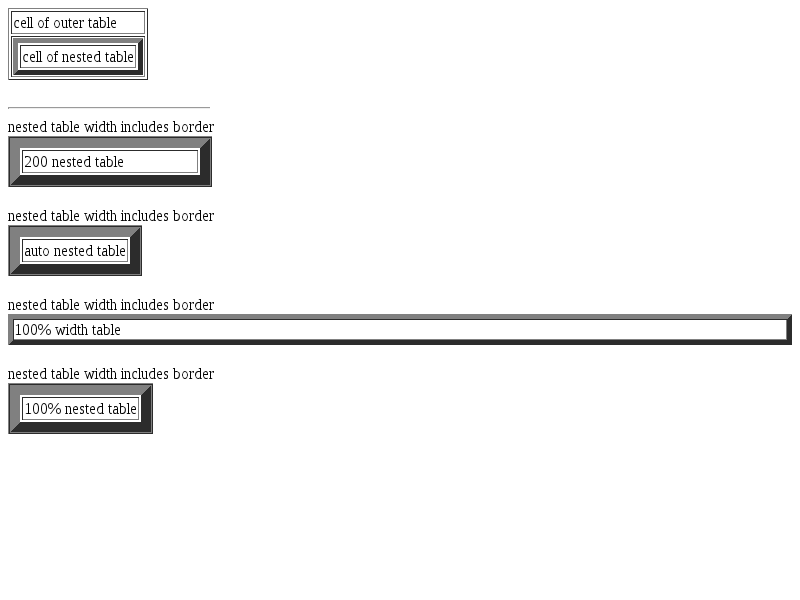 cell of outer table
cell of nested table
nested table width includes border
200 nested table
nested table width includes border
auto nested table
nested table width includes border
100% width table
nested table width includes border
100% nested table